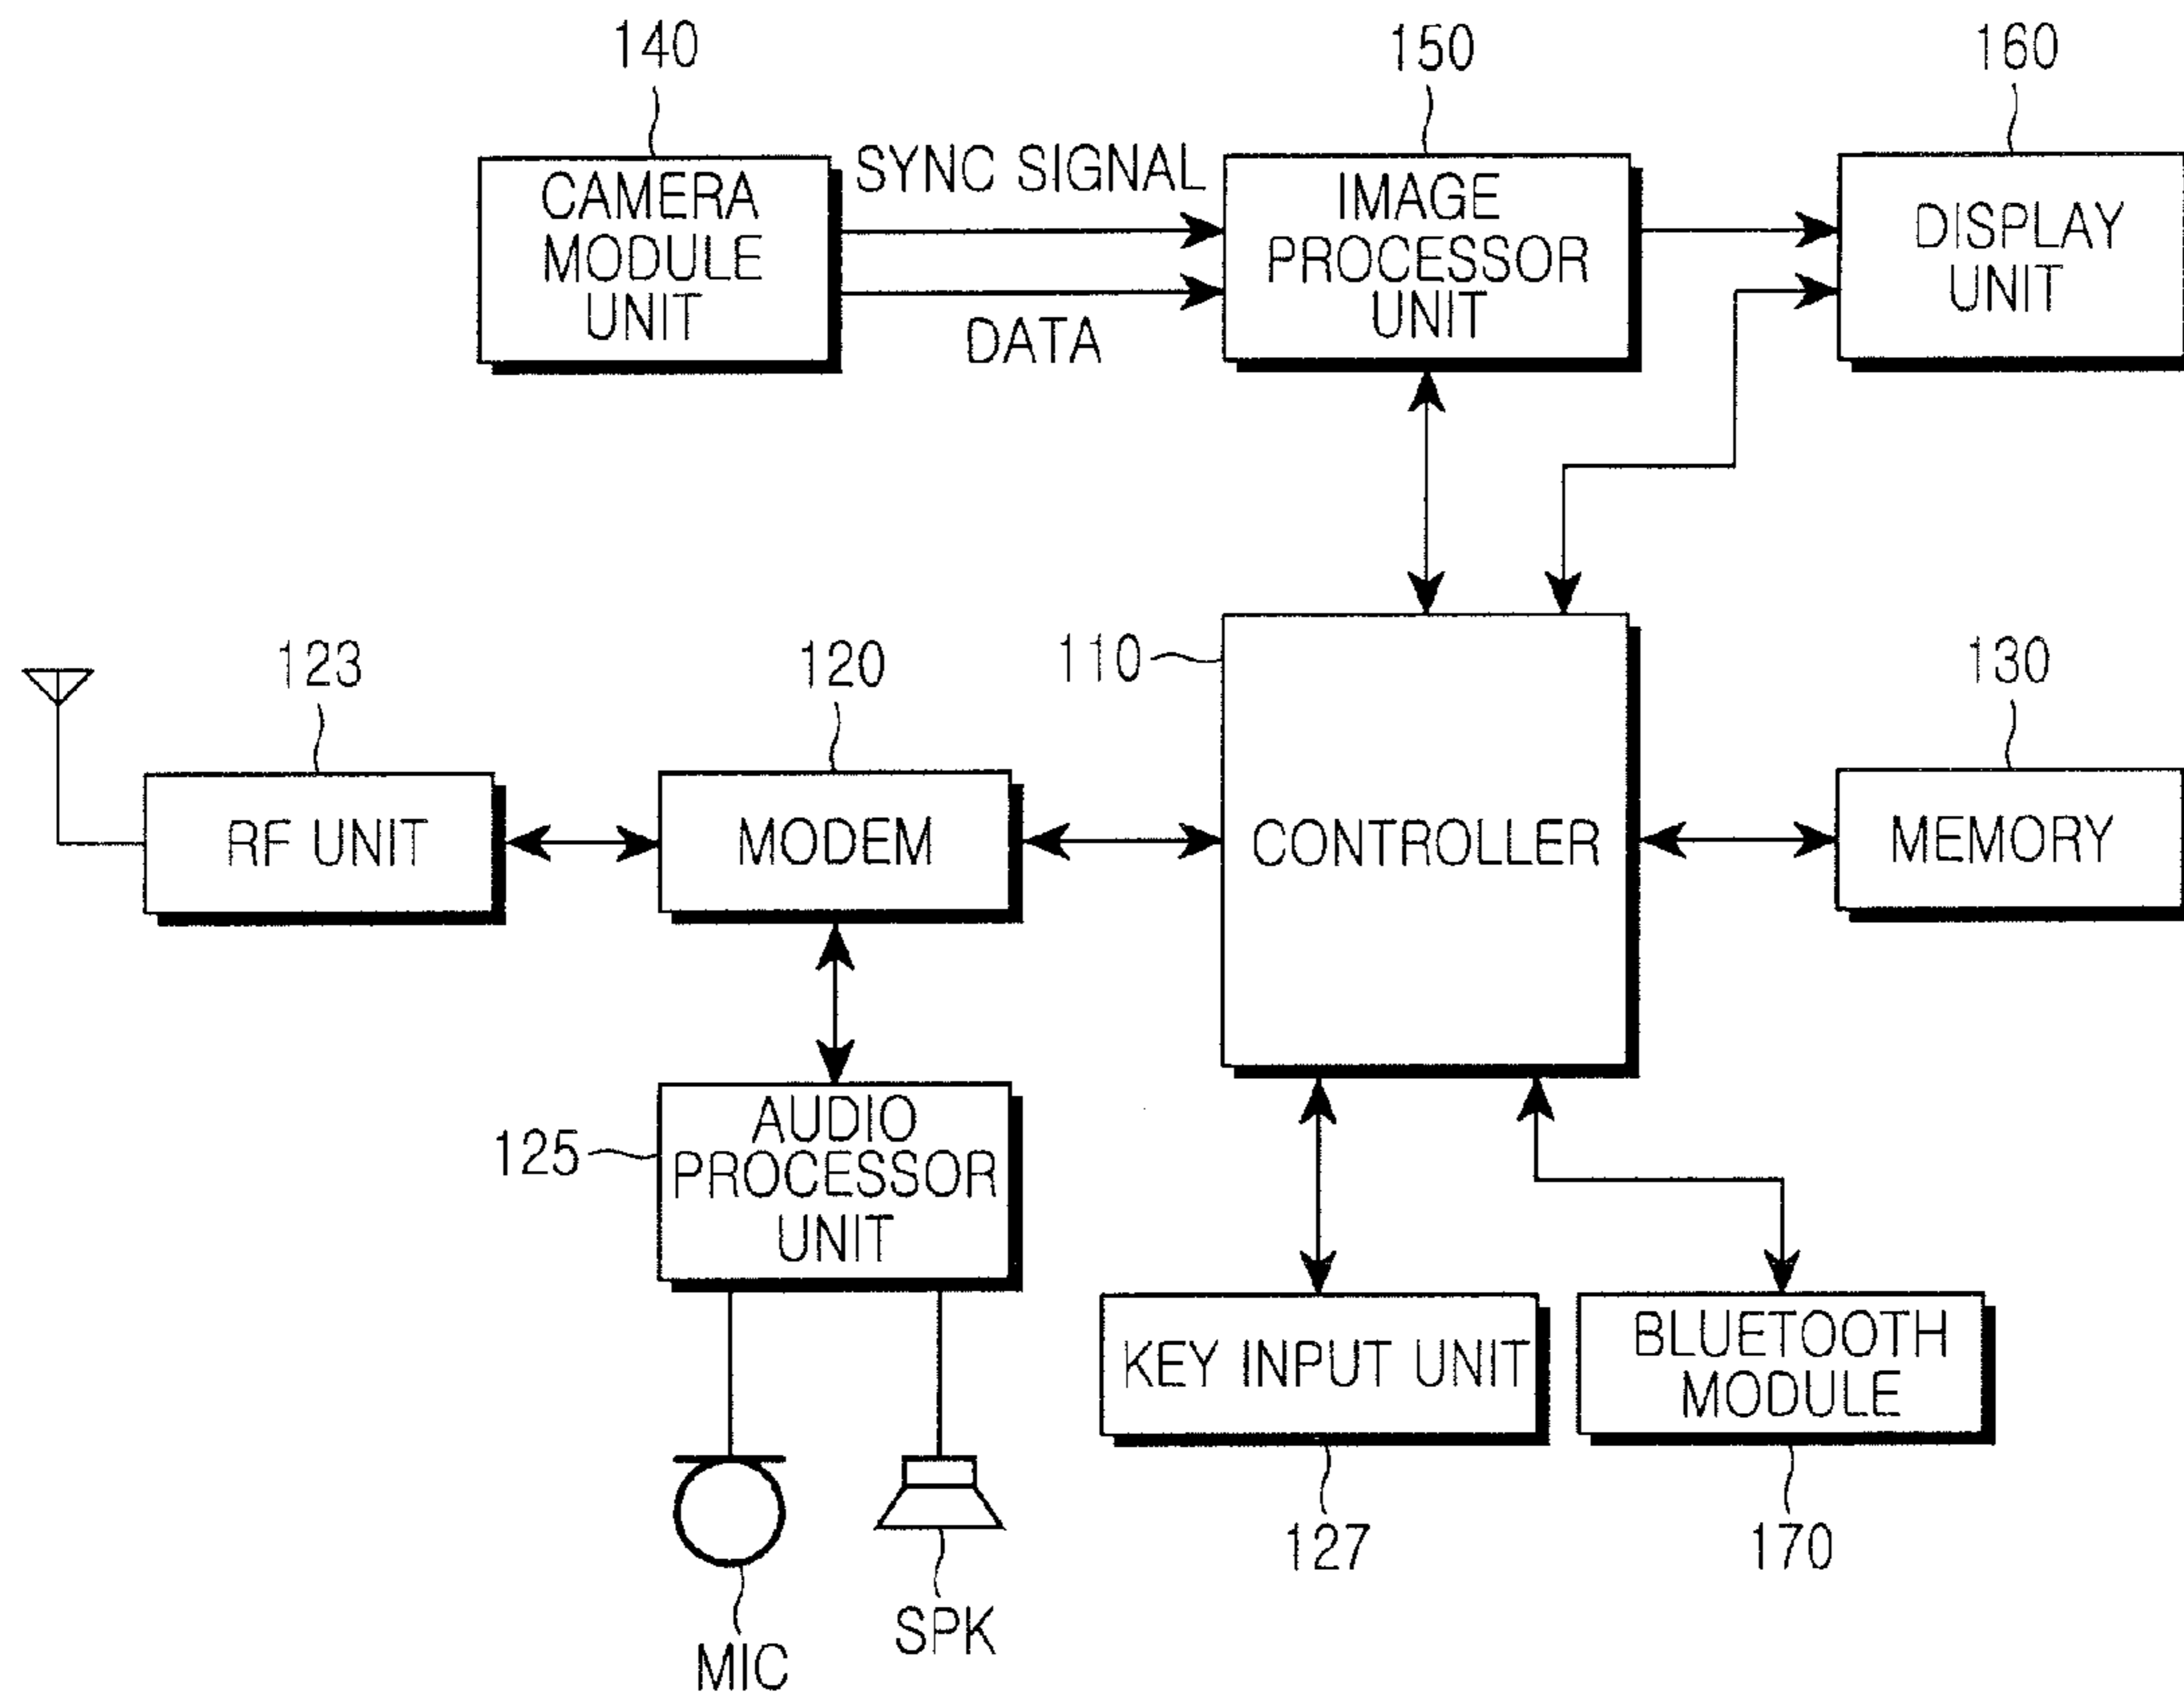 140
150
160
CAMERA
MODULE
UNIT
SYNC SIGNAL
DATA
IMAGE
PROCESSOR
UNIT
DISPLAY
UNIT
123
120
110
130
RF UNIT
MODEM
CONTROLLER
MEMORY
125
AUDIO
PROCESSOR
UNIT
KEY INPUT UNIT
BLUETOOTH
MODULE
127
170
MIC
SPK